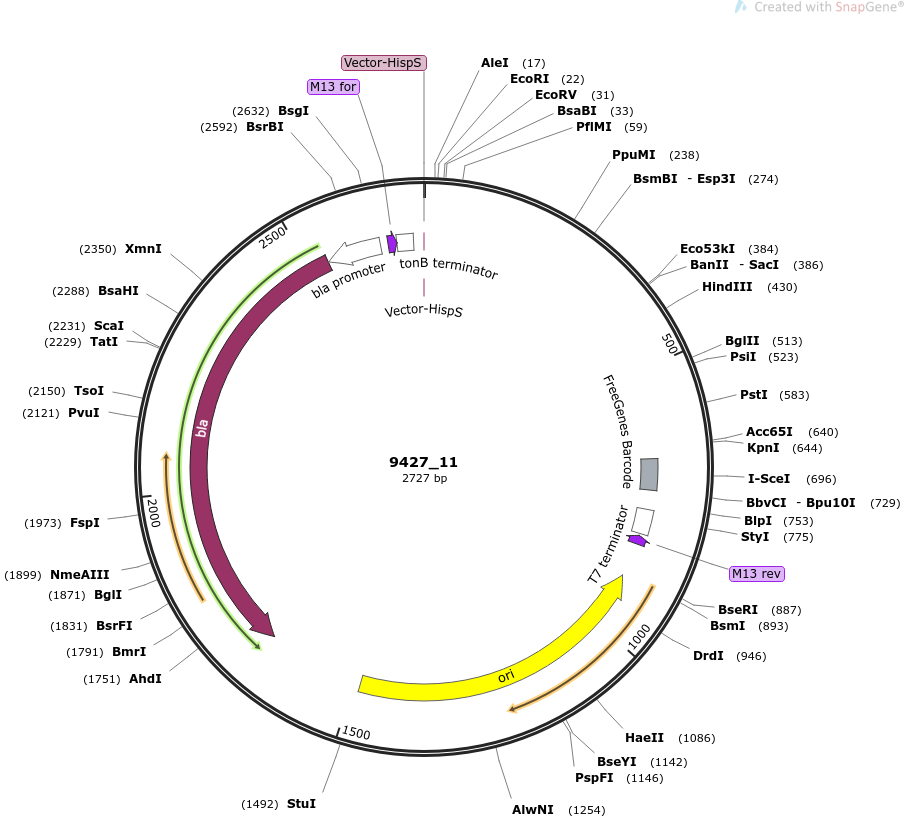 Created with SnapGene®
Vector-HispS
M13 for
(2632) BsgI
(2592) BsrBI
AleI (17)
EcoRI (22)
EcoRV (31)
BsaBI (33)
PflMI (59)
PpuMI (238)
BsmBI - Esp3I (274)
Eco53kI (384)
BanII - SacI (386)
HindIII (430)
BglII (513)
PsiI (523)
PstI (583)
Acc65I (640)
KpnI (644)
I-SceI (696)
BbvCI - Bpu10I (729)
BlpI (753)
StyI (775)
M13 rev
BseRI (887)
BsmI (893)
DrdI (946)
HaeII (1086)
BseYI (1142)
PspFI (1146)
AlwNI (1254)
(1492) StuI
(1751) AhdI
(1791) BmrI
(1831) BsrFI
(1871) BglI
(1899) NmeAIII
(1973) FspI
(2121) PvuI
(2150) TsoI
(2229) TatI
(2231) ScaI
(2288) BsaHI
(2350) XmnI
500
1000
1500
2000
2500
bla promoter
tonB terminator
Vector-HispS
FreeGenes Barcode
T7 terminator
ori
bla
9427_11
2727 bp